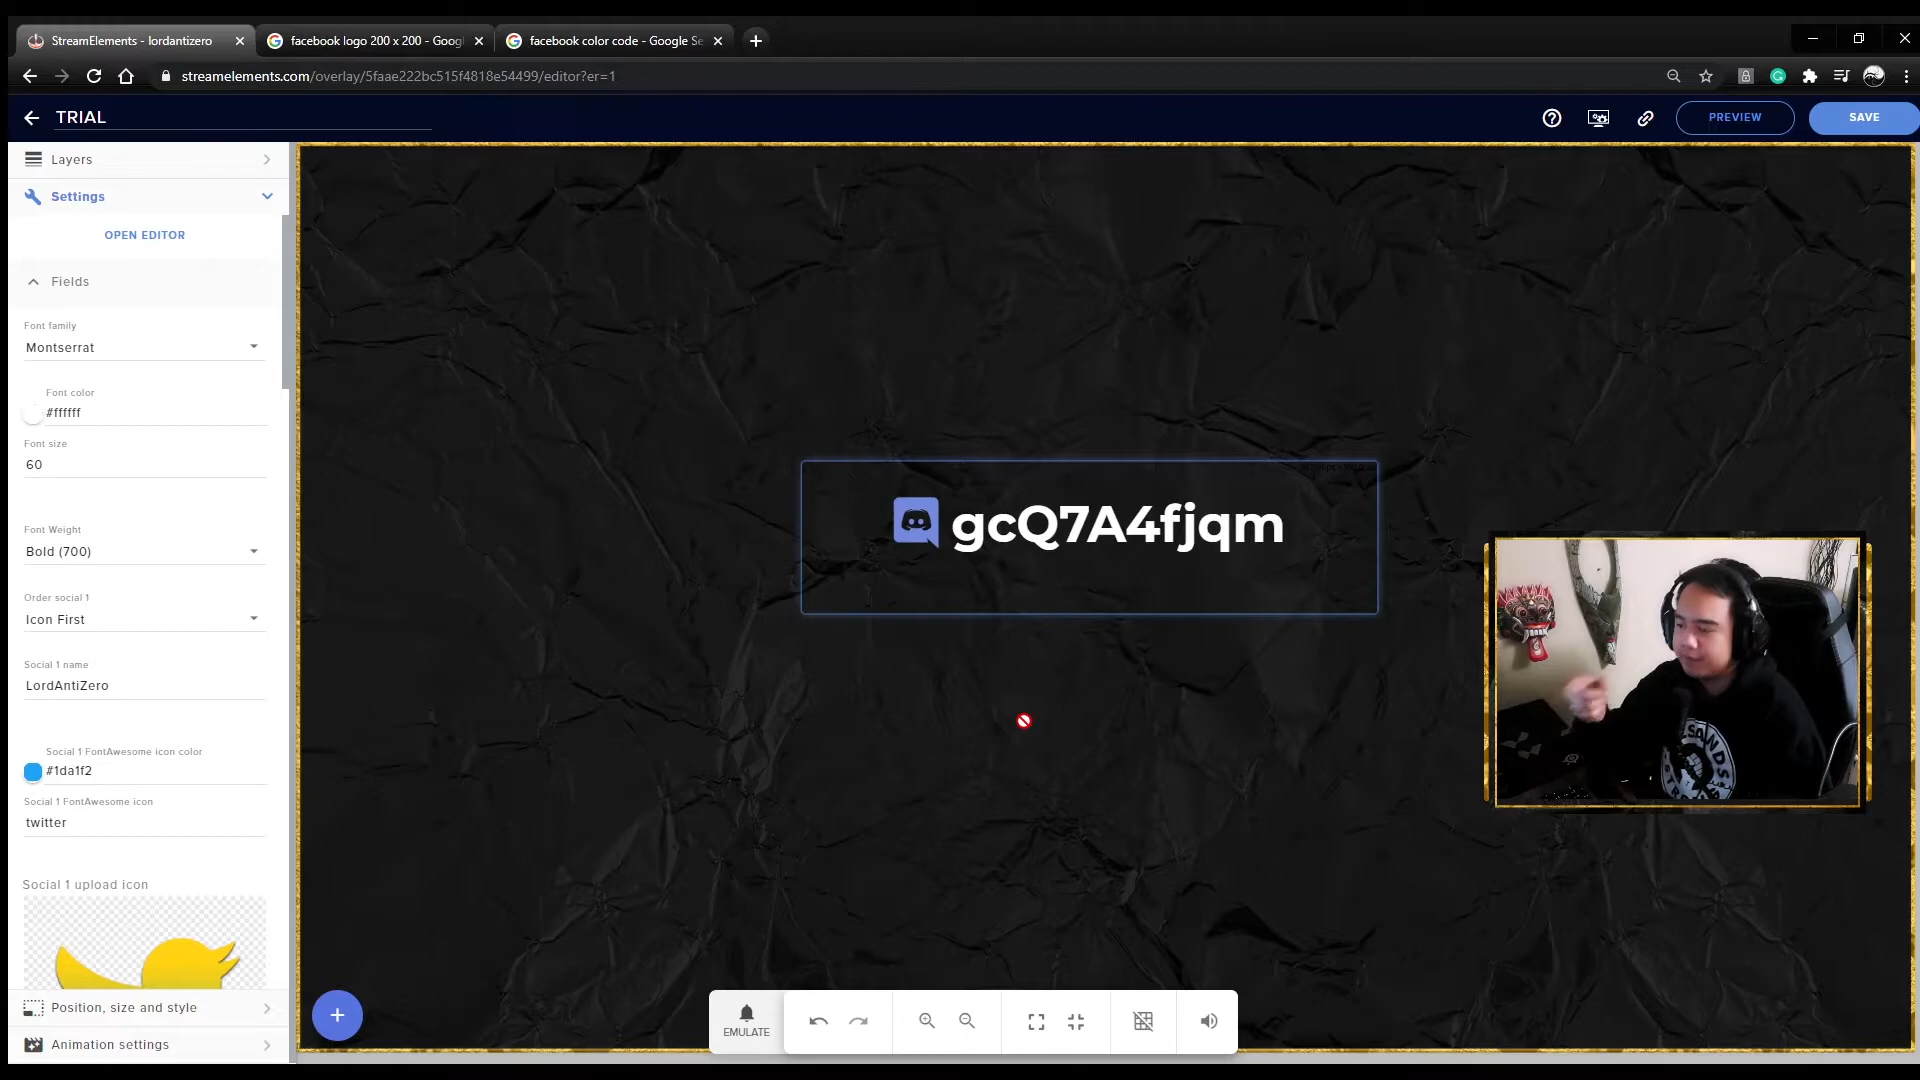 StreamElements - lordantizero
facebook logo 200 x 200 - Goog
facebook color code - Google Se
streamelements.com/overlay/5faae222bc515f4818e54499/editor?er=1
TRIAL
PREVIEW
SAVE
Layers
Settings
OPEN EDITOR
Fields
Font family
Montserrat
Font color
#ffffff
Font size
60
Font Weight
Bold (700)
Order social 1
Icon First
Social 1 name
LordAntiZero
Social 1 FontAwesome icon color
#1da1f2
Social 1 FontAwesome icon
twitter
Social 1 upload icon
Position, size and style
Animation settings
gcQ7A4fjqm
EMULATE